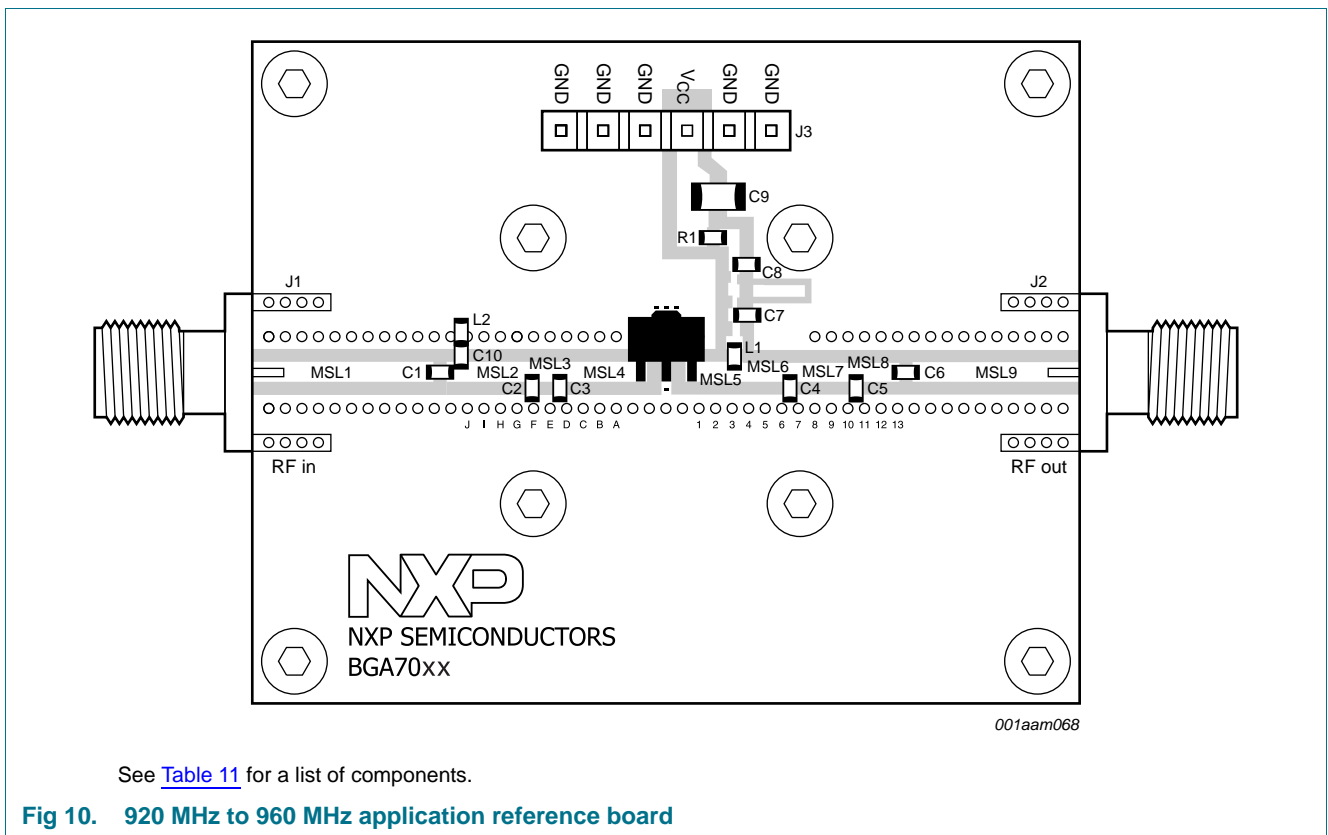 GND GND GND VCC GND GND
J3
C9
R1
C8
J1
J2
C7
L2
L1
C10
MSL1
C1
MSL2
MSL3
MSL4
C2
C3
MSL5
MSL6
MSL7
MSL8
C4
C5
C6
MSL9
J I H G F E D C B A
1 2 3 4 5 6 7 8 9 10 11 12 13
RF in
RF out
NXP
NXP SEMICONDUCTORS
BGA70XX
001aam068
See Table 11 for a list of components.
Fig 10. 920 MHz to 960 MHz application reference board